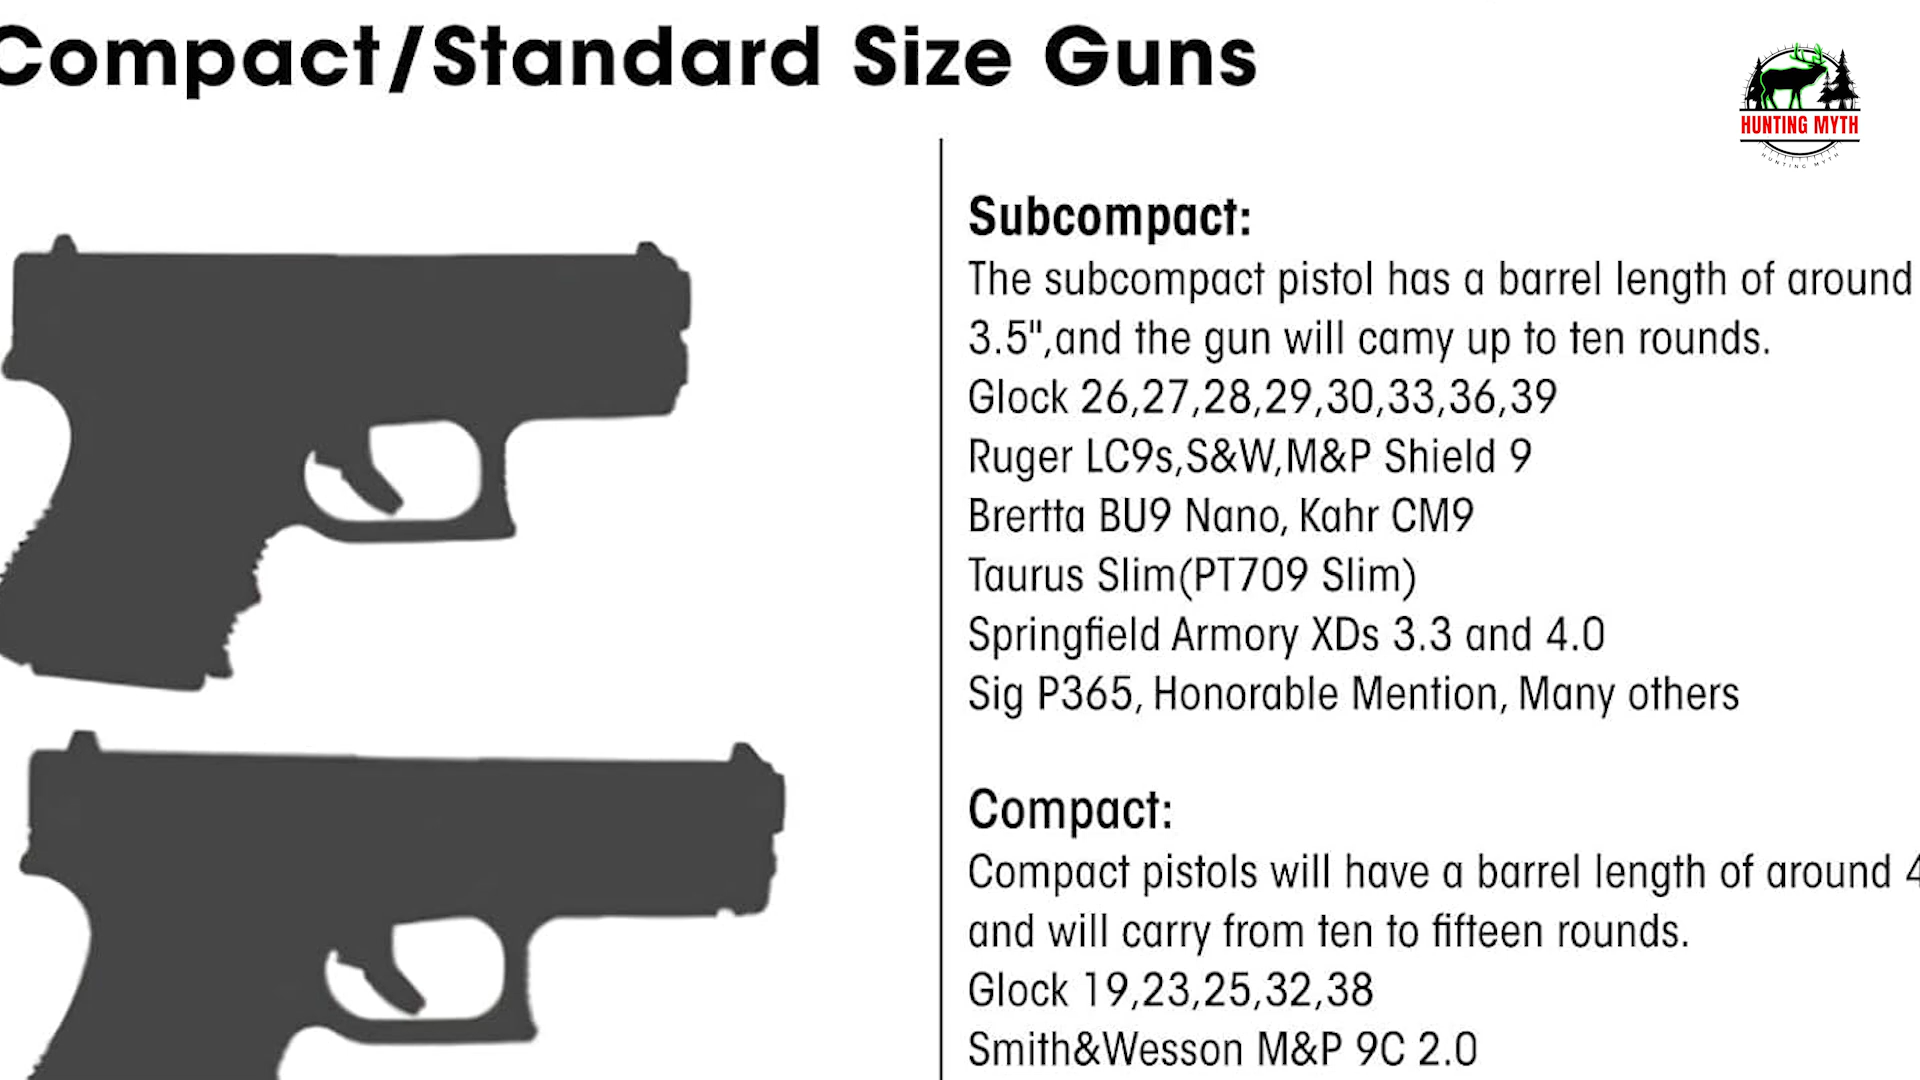 Compact/Standard Size Guns
HUNTING MYTH
HUNTING MYTH
Subcompact:
The subcompact pistol has a barrel length of around
3.5",and the gun will camy up to ten rounds.
Glock 26,27,28,29,30,33,36,39
Ruger LC9s,S&W,M&P Shield 9
Brertta BU9 Nano, Kahr CM9
Taurus Slim(PT709 Slim)
Springfield Armory XDs 3.3 and 4.0
Sig P365, Honorable Mention, Many others
Compact:
Compact pistols will have a barrel length of around 4
and will carry from ten to fifteen rounds.
Glock 19,23,25,32,38
Smith&Wesson M&P 9C 2.0